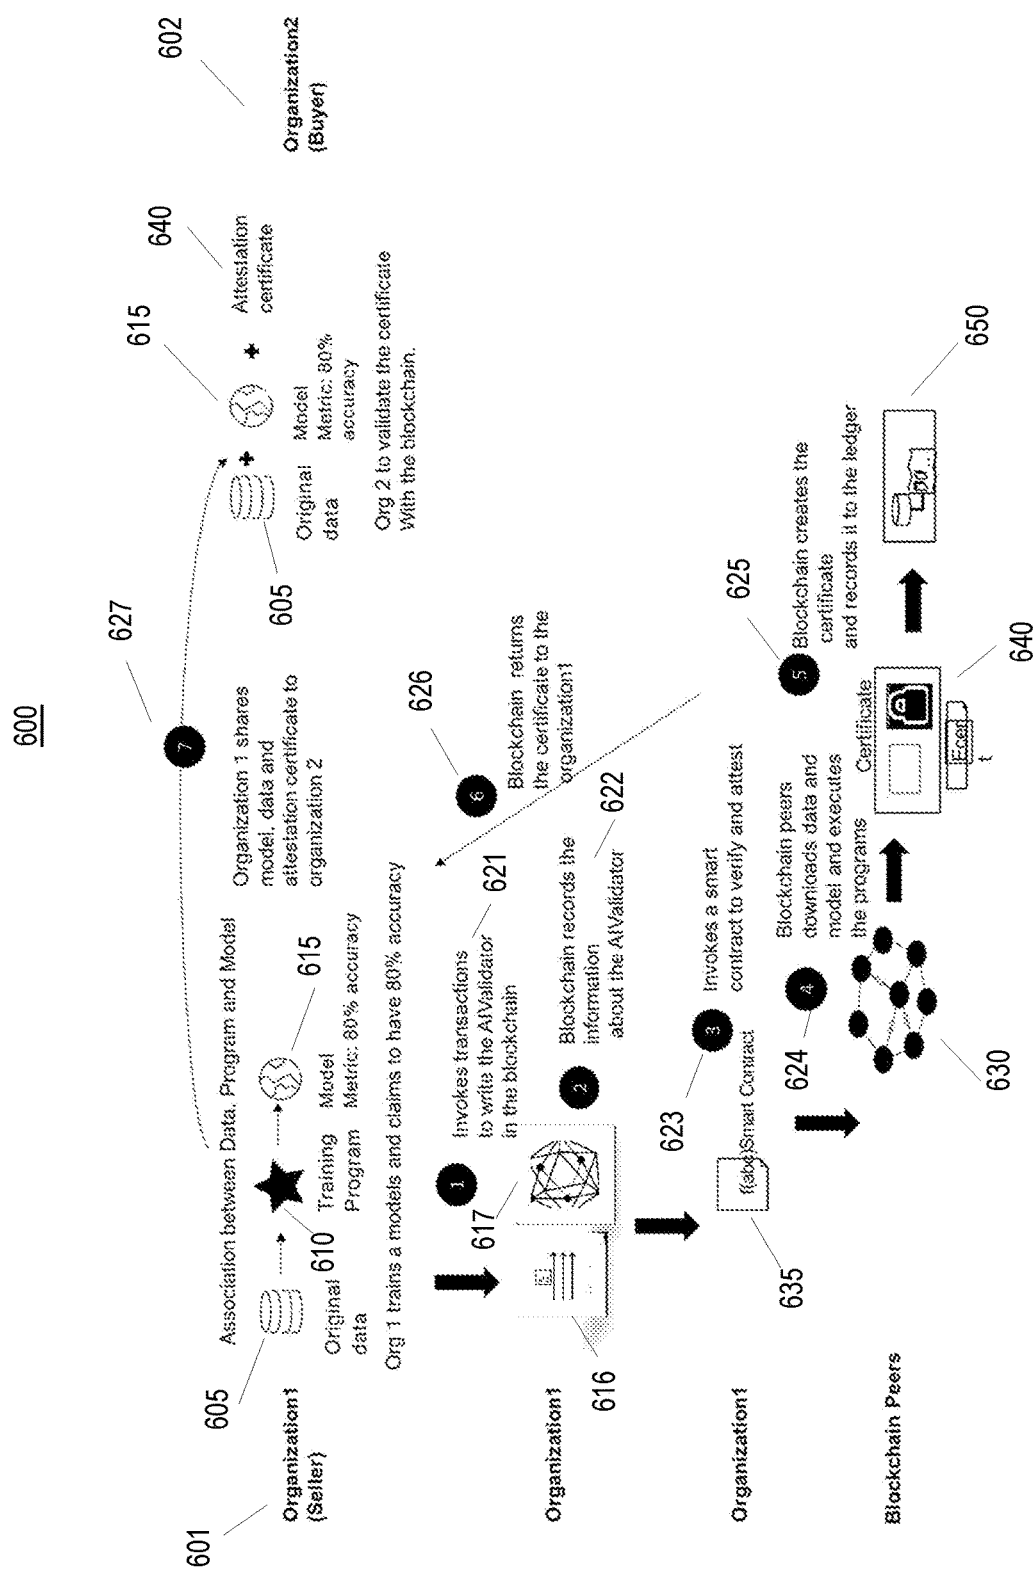 600
601
Organization1
(Seller)
605
Association between Data, Program and Model
Original
data
610
Training
Program
615
Model
Metric: 80% accuracy
Org 1 trains a models and claims to have 80% accuracy
627
7
Organization 1 shares
model, data and
attestation certificate to
organization 2
605
Original
data
615
Model
Metric: 80%
accuracy
640
Attestation
certificate
Org 2 to validate the certificate
With the blockchain.
602
Organization2
(Buyer)
Organization1
616
617
1
Invokes transactions
to write the AIValidator
in the blockchain
621
2
Blockchain records the
information
about the AIValidator
622
626
6
Blockchain returns
the certificate to the
organization1
Organization1
635
f(abc)Smart Contract
623
3
Invokes a smart
contract to verify and attest
625
5
Blockchain creates the
certificate
and records it to the ledger
Blockchain Peers
630
624
4
Blockchain peers
downloads data and
model and executes
the programs
Certificate
Ecer
t
640
650